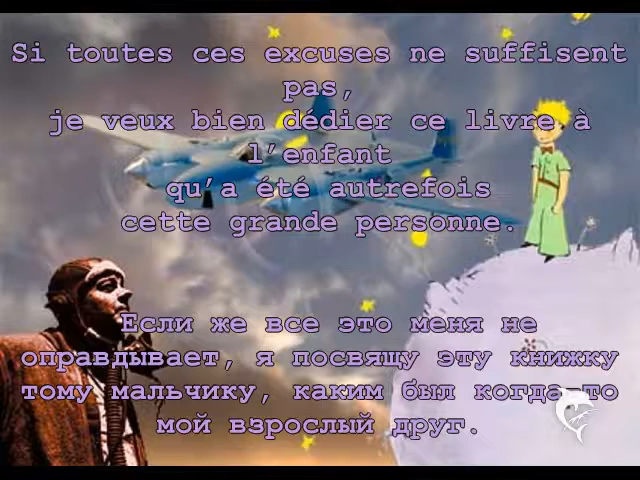 Si toutes ces excuses ne suffisent
pas,
je veux bien dédier ce livre à
l'enfant
qu'a été autrefois
cette grande personne.
Если же все это меня не
оправдывает, я посвящу эту книжку
тому мальчику, каким был когда-то
мой взрослый друг.